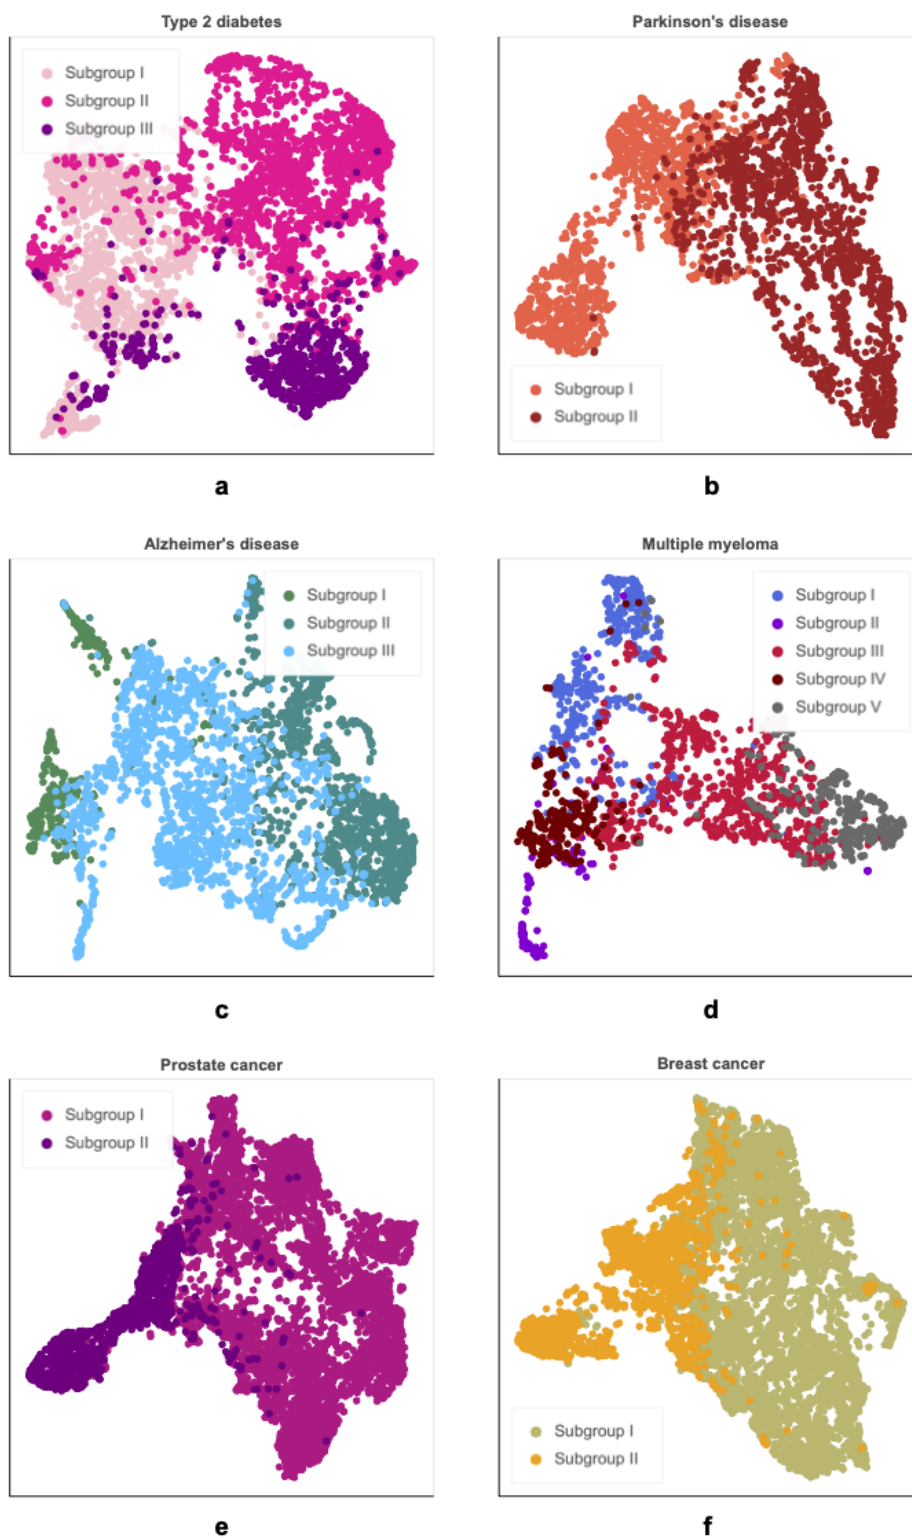 Type 2 diabetes
Subgroup I
Subgroup II
Subgroup III
a
Parkinson's disease
Subgroup I
Subgroup II
b
Alzheimer's disease
Subgroup I
Subgroup II
Subgroup III
c
Multiple myeloma
Subgroup I
Subgroup II
Subgroup III
Subgroup IV
Subgroup V
d
Prostate cancer
Subgroup I
Subgroup II
e
Breast cancer
Subgroup I
Subgroup II
f